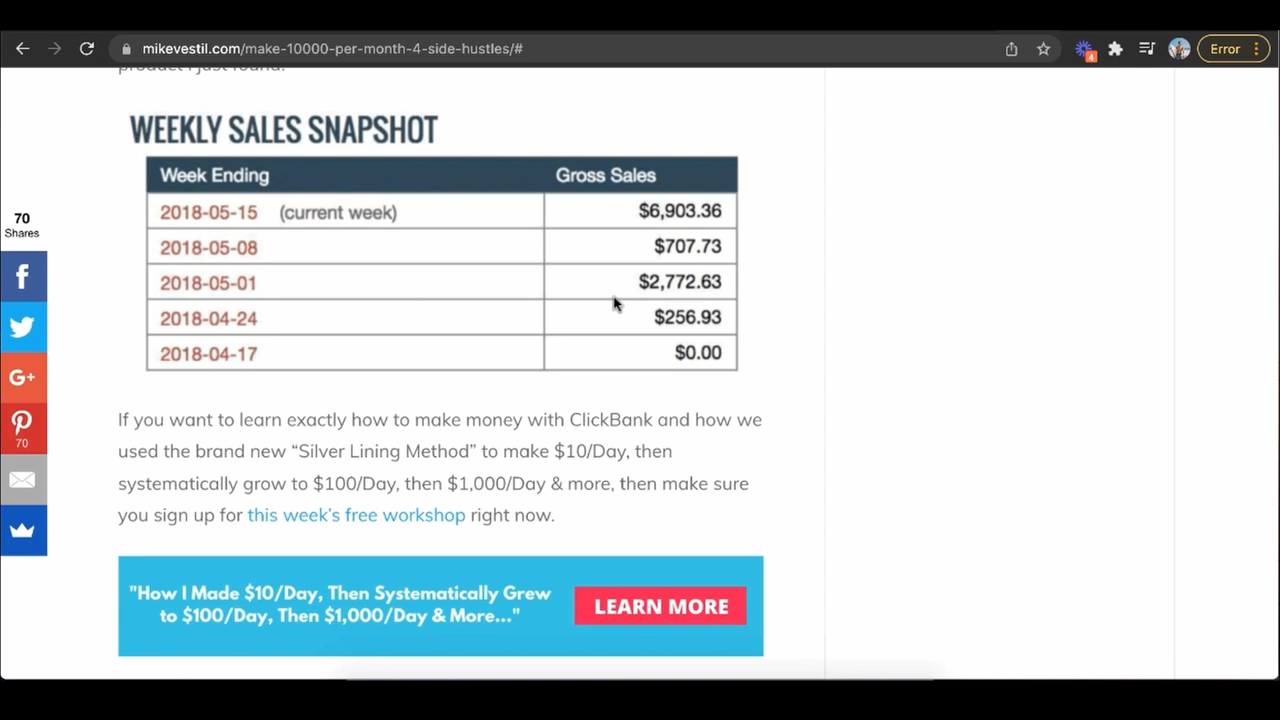 mikevestil.com/make-10000-per-month-4-side-hustles/#
4
Error
product I just found.
WEEKLY SALES SNAPSHOT
Week Ending Gross Sales
2018-05-15 (current week) $6,903.36
2018-05-08 $707.73
2018-05-01 $2,772.63
2018-04-24 $256.93
2018-04-17 $0.00
70
Shares
f
G+
70
If you want to learn exactly how to make money with ClickBank and how we
used the brand new “Silver Lining Method” to make $10/Day, then
systematically grow to $100/Day, then $1,000/Day & more, then make sure
you sign up for this week's free workshop right now.
"How I Made $10/Day, Then Systematically Grew
to $100/Day, Then $1,000/Day & More..."
LEARN MORE